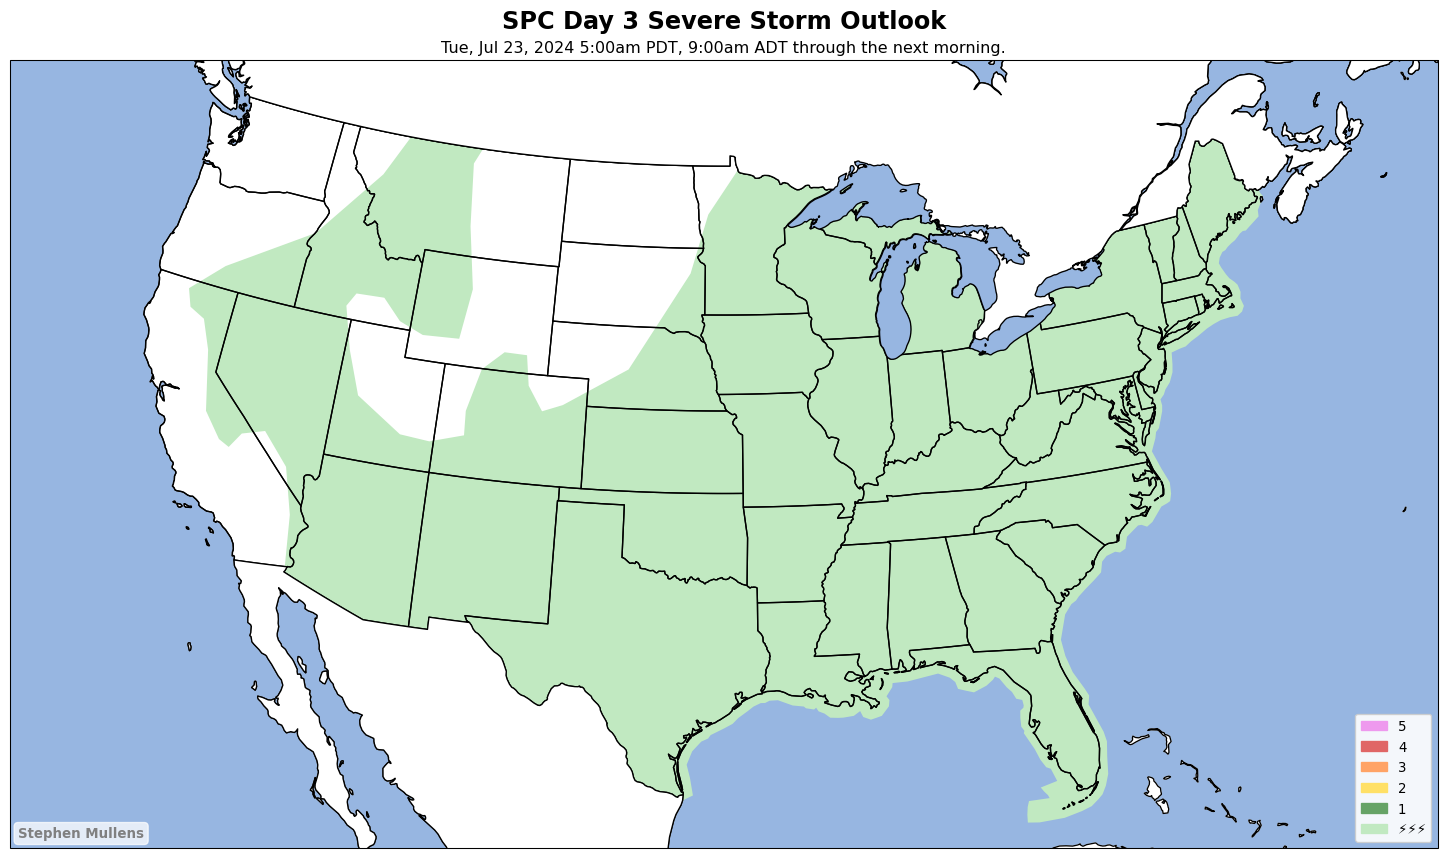 SPC Day 3 Severe Storm Outlook
Tue, Jul 23, 2024 5:00am PDT, 9:00am ADT through the next morning.
5
4
3
2
1
⚡⚡⚡
Stephen Mullens